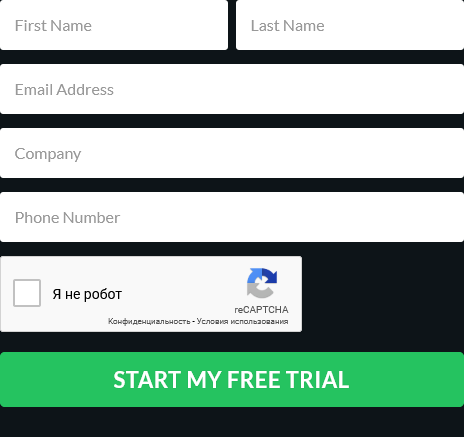 First Name Last Name
Email Address
Company
Phone Number
Я не робот
reCAPTCHA
Конфиденциальность - Условия использования
START MY FREE TRIAL